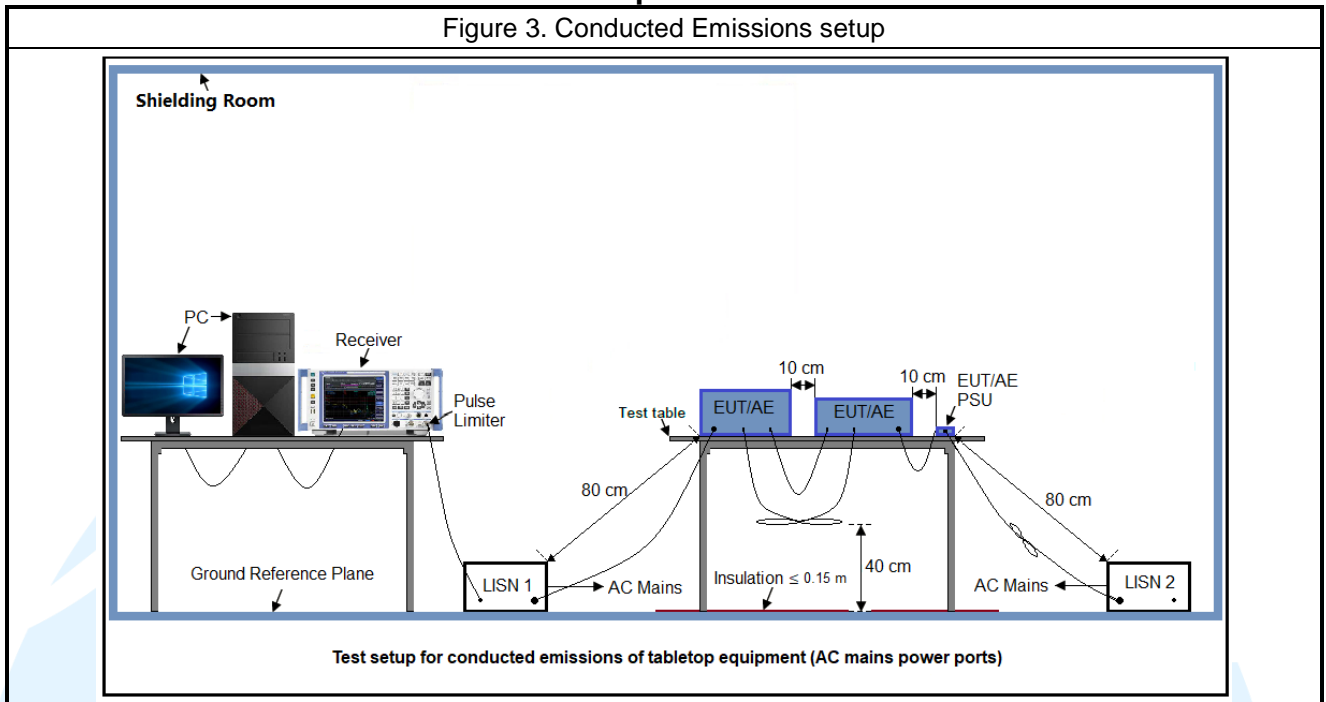 Figure 3. Conducted Emissions setup
Shielding Room
PC
Receiver
Pulse
Limiter
10 cm
10 cm
EUT/AE
PSU
Test table
EUT/AE
EUT/AE
80 cm
80 cm
40 cm
Ground Reference Plane
LISN 1
AC Mains
Insulation ≤ 0.15 m
AC Mains
LISN 2
Test setup for conducted emissions of tabletop equipment (AC mains power ports)